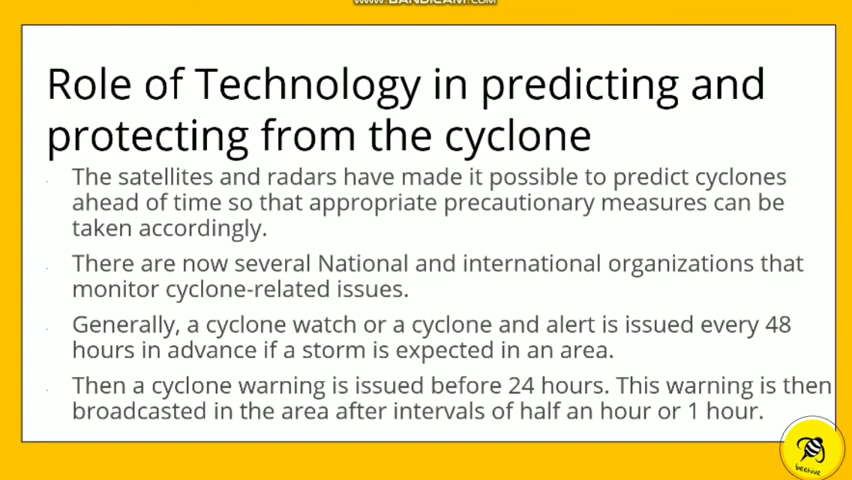 www.BANDICAM.COM
Role of Technology in predicting and
protecting from the cyclone
The satellites and radars have made it possible to predict cyclones
ahead of time so that appropriate precautionary measures can be
taken accordingly.
There are now several National and international organizations that
monitor cyclone-related issues.
Generally, a cyclone watch or a cyclone and alert is issued every 48
hours in advance if a storm is expected in an area.
Then a cyclone warning is issued before 24 hours. This warning is then
broadcasted in the area after intervals of half an hour or 1 hour.
beehive